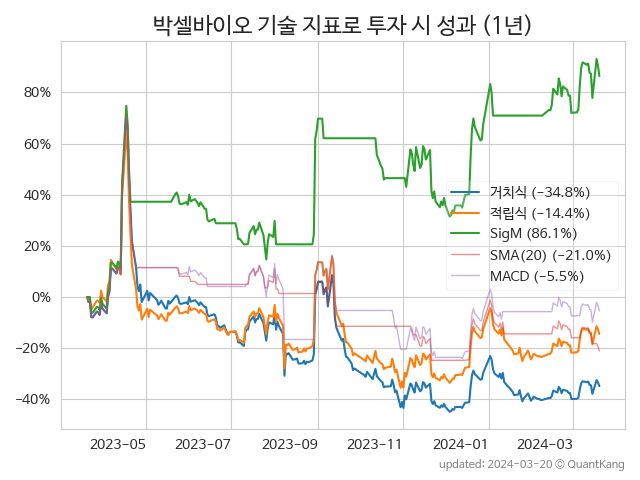 박셀바이오 기술 지표로 투자 시 성과 (1년)
80%
60%
40%
20%
0%
−20%
−40%
거치식 (−34.8%)
적립식 (−14.4%)
SigM (86.1%)
SMA(20) (−21.0%)
MACD (−5.5%)
2023−05 2023−07 2023−09 2023−11 2024−01 2024−03
updated: 2024-03-20 © QuantKang